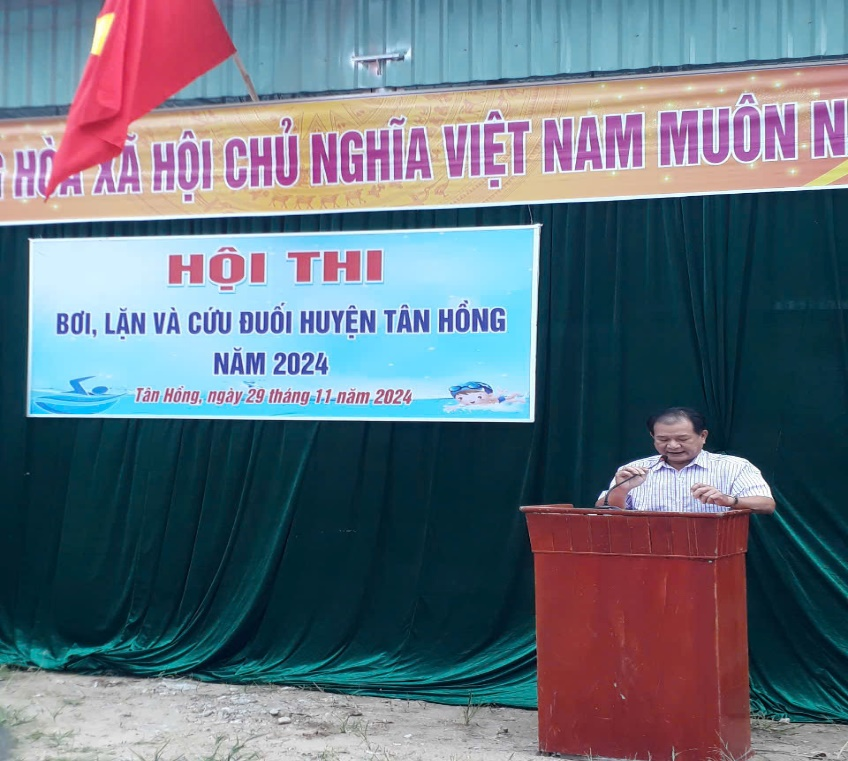 HÒA XÃ HỘI CHỦ NGHĨA VIỆT NAM MUÔN
HỘI THI
BƠI, LẶN VÀ CỨU ĐUỐI HUYỆN TÂN HỒNG
NĂM 2024
Tân Hồng, ngày 29 tháng 11 năm 2024